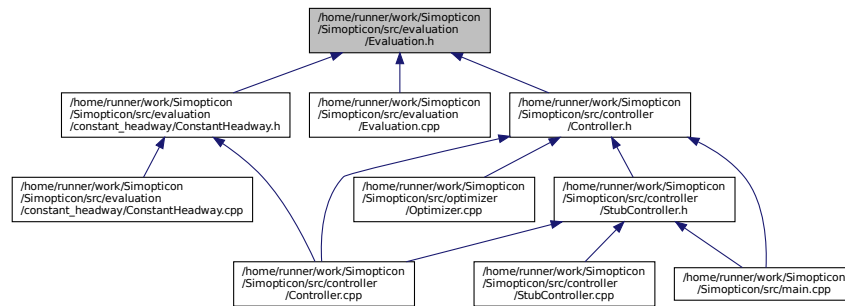 /home/runner/work/Simopticon
/Simopticon/src/evaluation
/Evaluation.h
/home/runner/work/Simopticon
/Simopticon/src/evaluation
/constant_headway/ConstantHeadway.h
/home/runner/work/Simopticon
/Simopticon/src/evaluation
/Evaluation.cpp
/home/runner/work/Simopticon
/Simopticon/src/controller
/Controller.h
/home/runner/work/Simopticon
/Simopticon/src/evaluation
/constant_headway/ConstantHeadway.cpp
/home/runner/work/Simopticon
/Simopticon/src/optimizer
/Optimizer.cpp
/home/runner/work/Simopticon
/Simopticon/src/controller
/StubController.h
/home/runner/work/Simopticon
/Simopticon/src/controller
/Controller.cpp
/home/runner/work/Simopticon
/Simopticon/src/controller
/StubController.cpp
/home/runner/work/Simopticon
/Simopticon/src/main.cpp